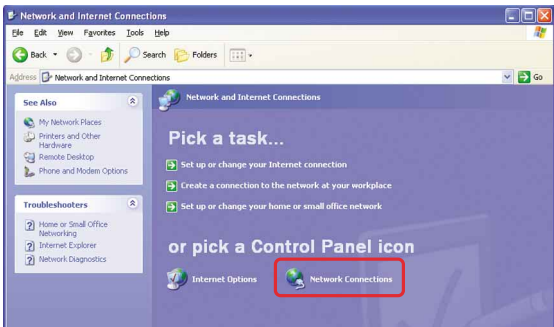 Network and Internet Connections
File Edit View Favorites Tools Help
Back Search Folders
Address Network and Internet Connections Go
See Also
My Network Places
Printers and Other
Hardware
Remote Desktop
Phone and Modem Options
Troubleshooters
Home or Small Office
Networking
Internet Explorer
Network Diagnostics
Network and Internet Connections
Pick a task...
Set up or change your Internet connection
Create a connection to the network at your workplace
Set up or change your home or small office network
or pick a Control Panel icon
Internet Options Network Connections